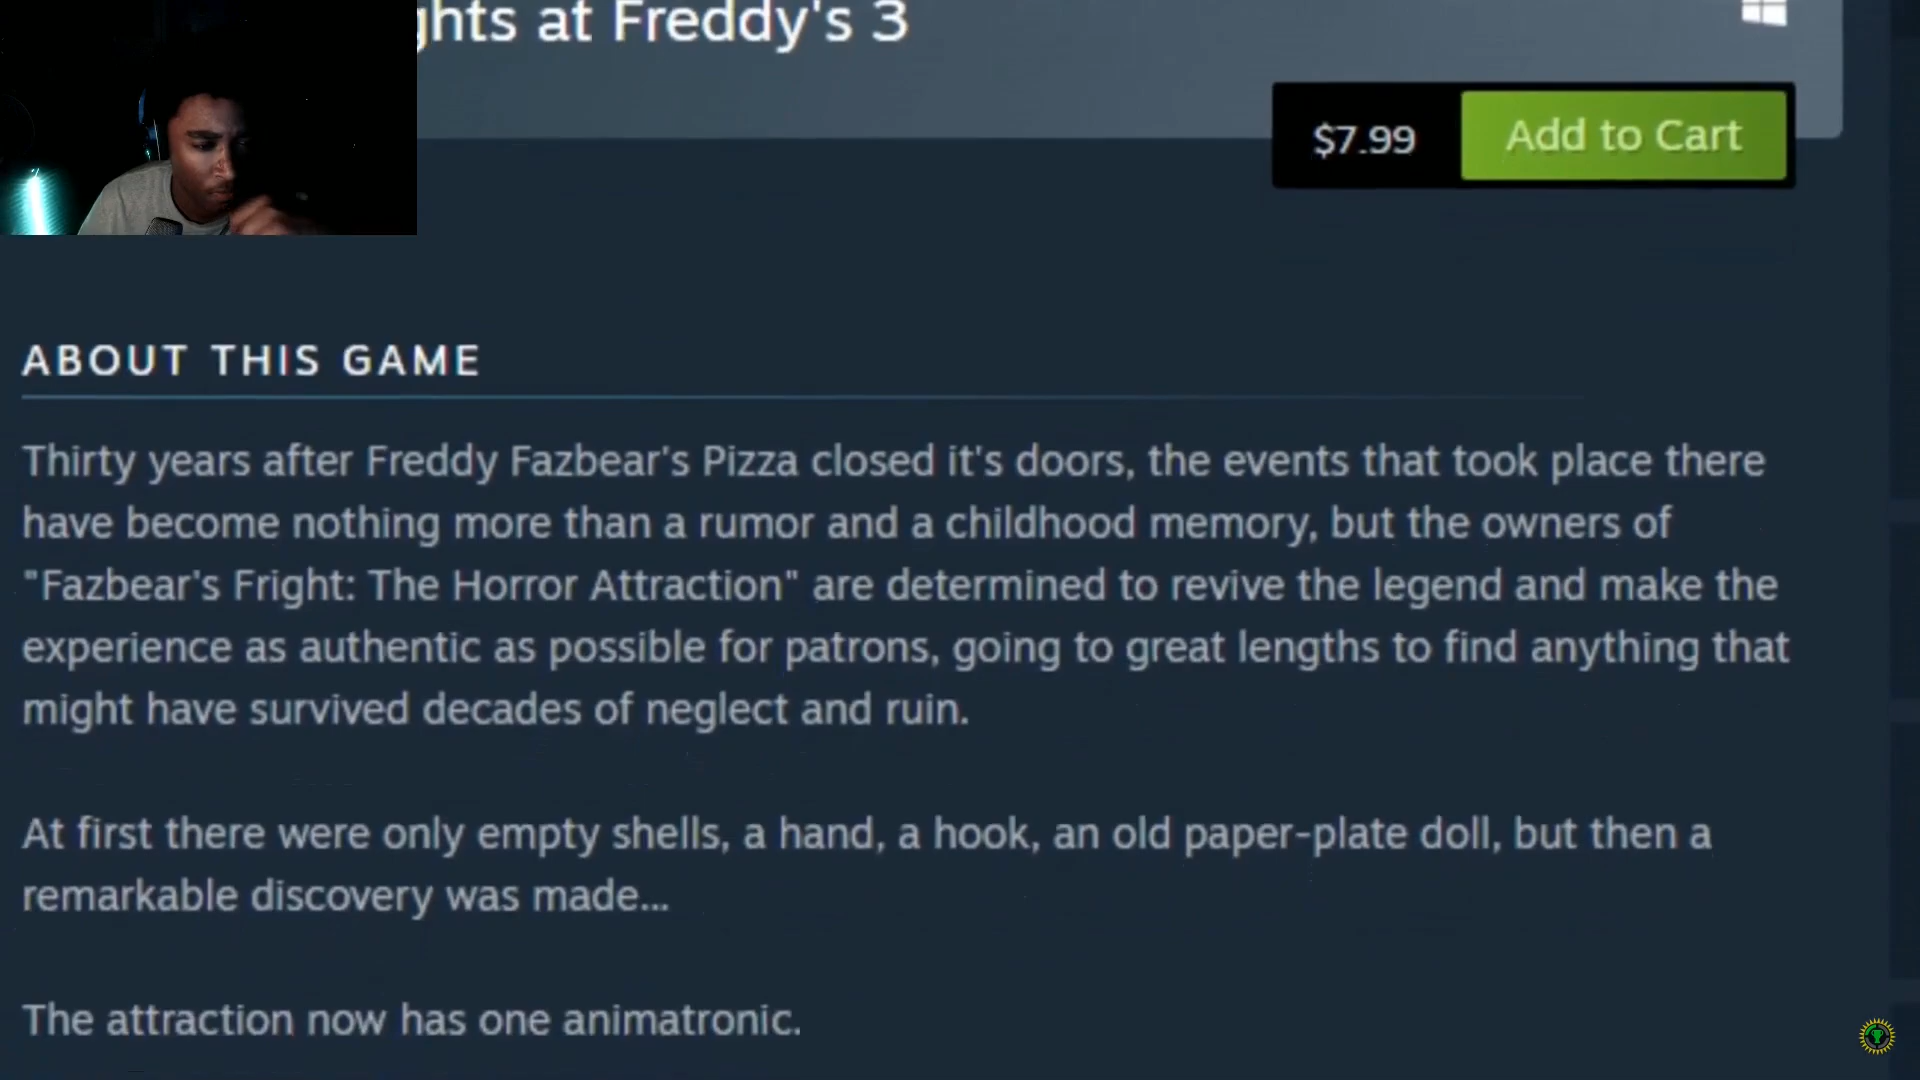 ghts at Freddy's 3
$7.99
Add to Cart
ABOUT THIS GAME
Thirty years after Freddy Fazbear's Pizza closed it's doors, the events that took place there
have become nothing more than a rumor and a childhood memory, but the owners of
"Fazbear's Fright: The Horror Attraction" are determined to revive the legend and make the
experience as authentic as possible for patrons, going to great lengths to find anything that
might have survived decades of neglect and ruin.
At first there were only empty shells, a hand, a hook, an old paper-plate doll, but then a
remarkable discovery was made...
The attraction now has one animatronic.